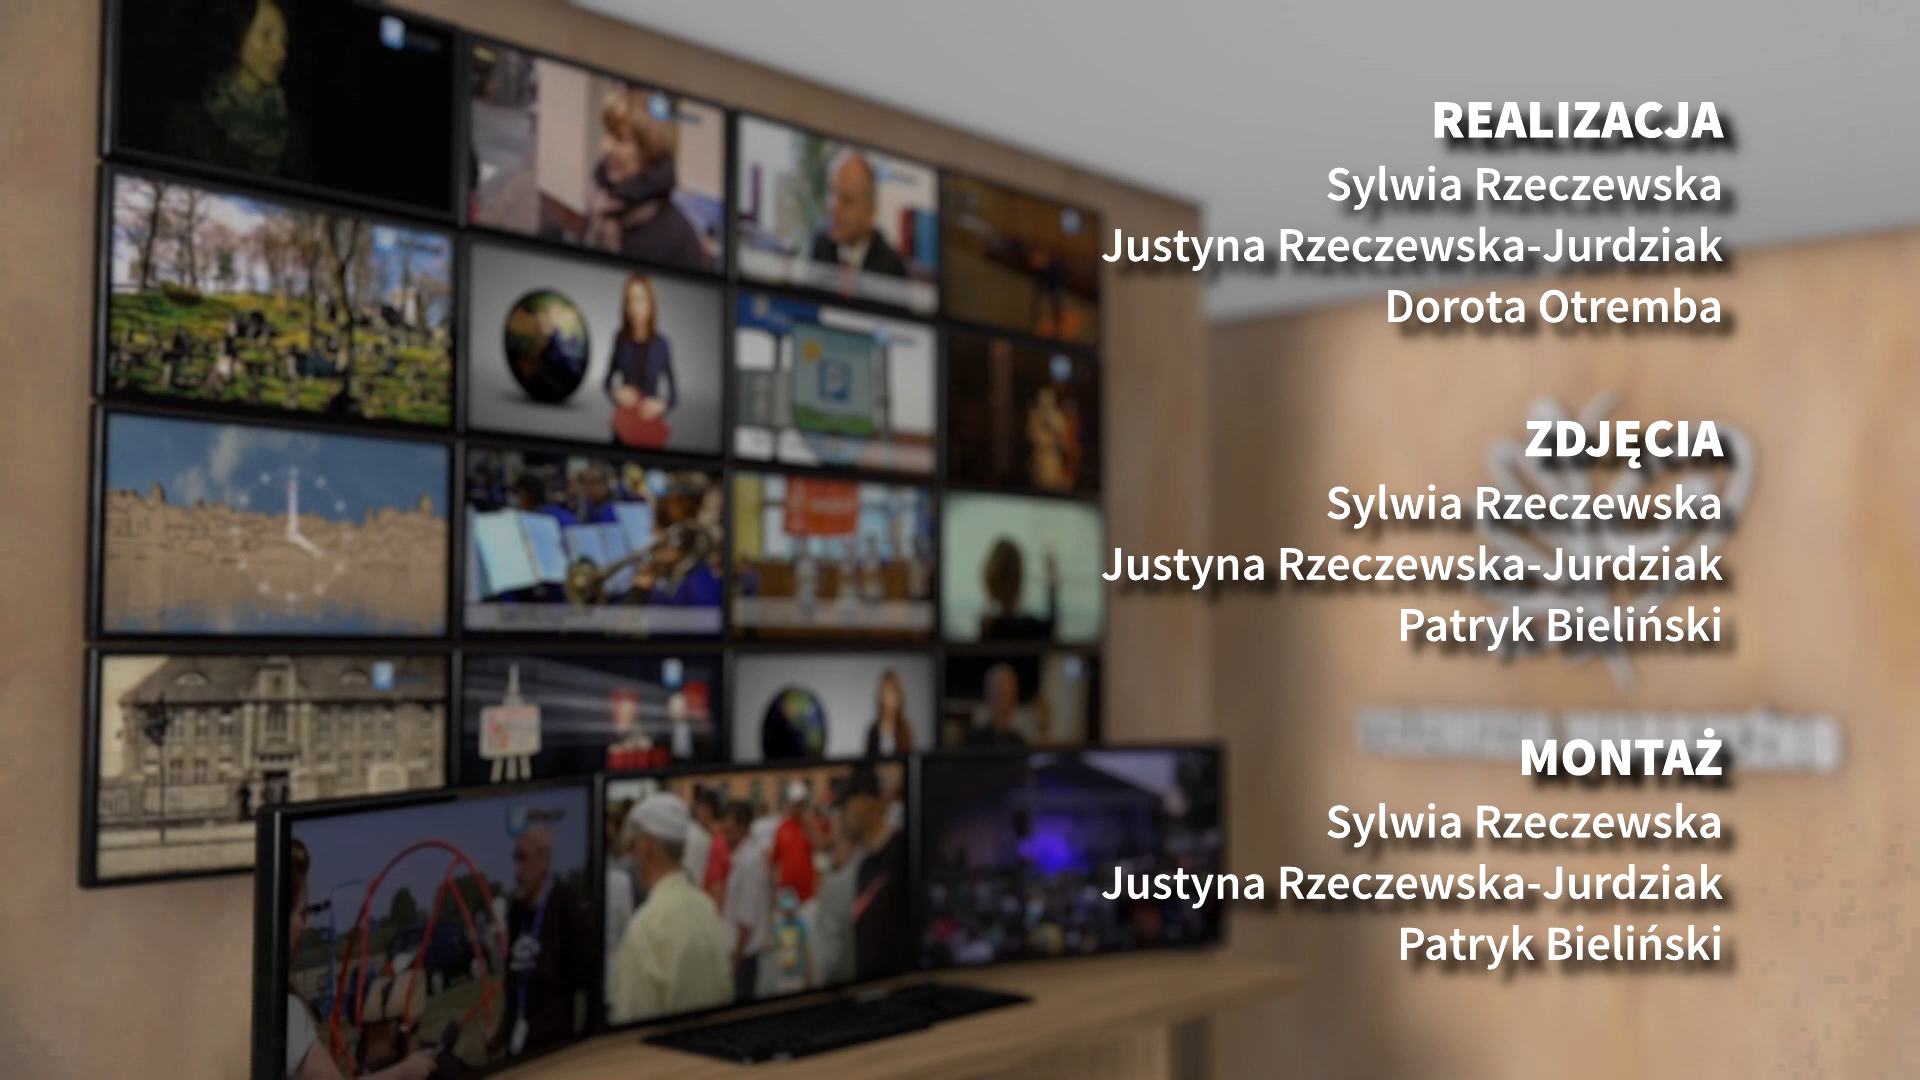 REALIZACJA
Sylwia Rzeczewska
Justyna Rzeczewska-Jurdziak
Dorota Otremba
ZDJĘCIA
Sylwia Rzeczewska
Justyna Rzeczewska-Jurdziak
Patryk Bieliński
MONTAŻ
Sylwia Rzeczewska
Justyna Rzeczewska-Jurdziak
Patryk Bieliński